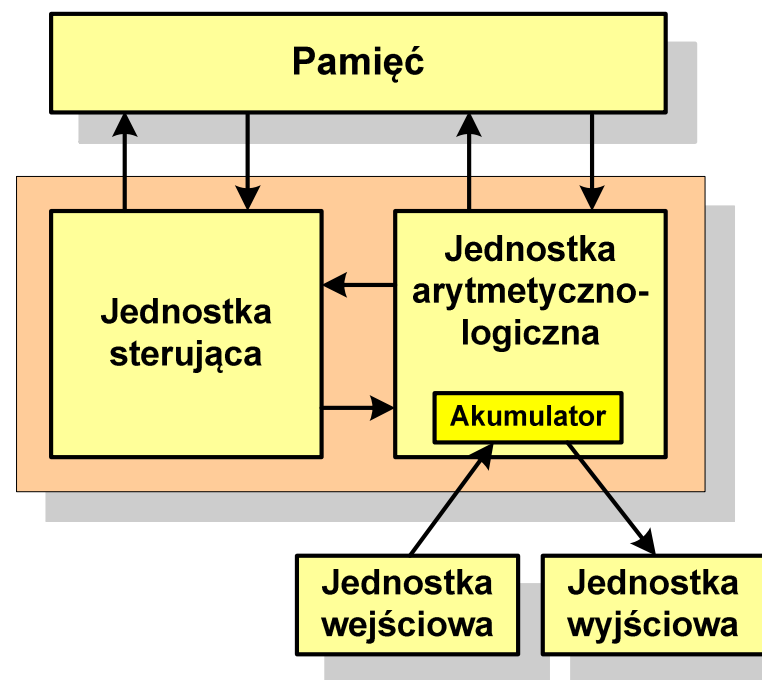 Pamięć
Jednostka
sterująca
Jednostka
arytmetyczno-
logiczna
Akumulator
Jednostka
wejściowa
Jednostka
wyjściowa